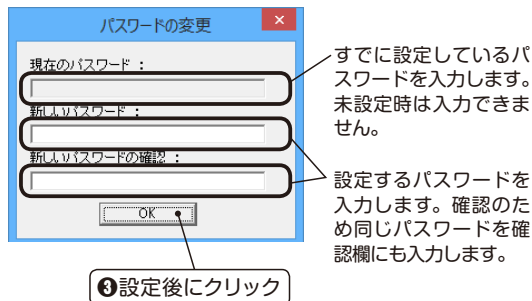 パスワードの変更
現在のパスワード：
新しいパスワード：
新しいパスワードの確認：
OK
すでに設定しているパ
スワードを入力します。
未設定時は入力できま
せん。
設定するパスワードを
入力します。確認のた
め同じパスワードを確
認欄にも入力します。
❸設定後にクリック